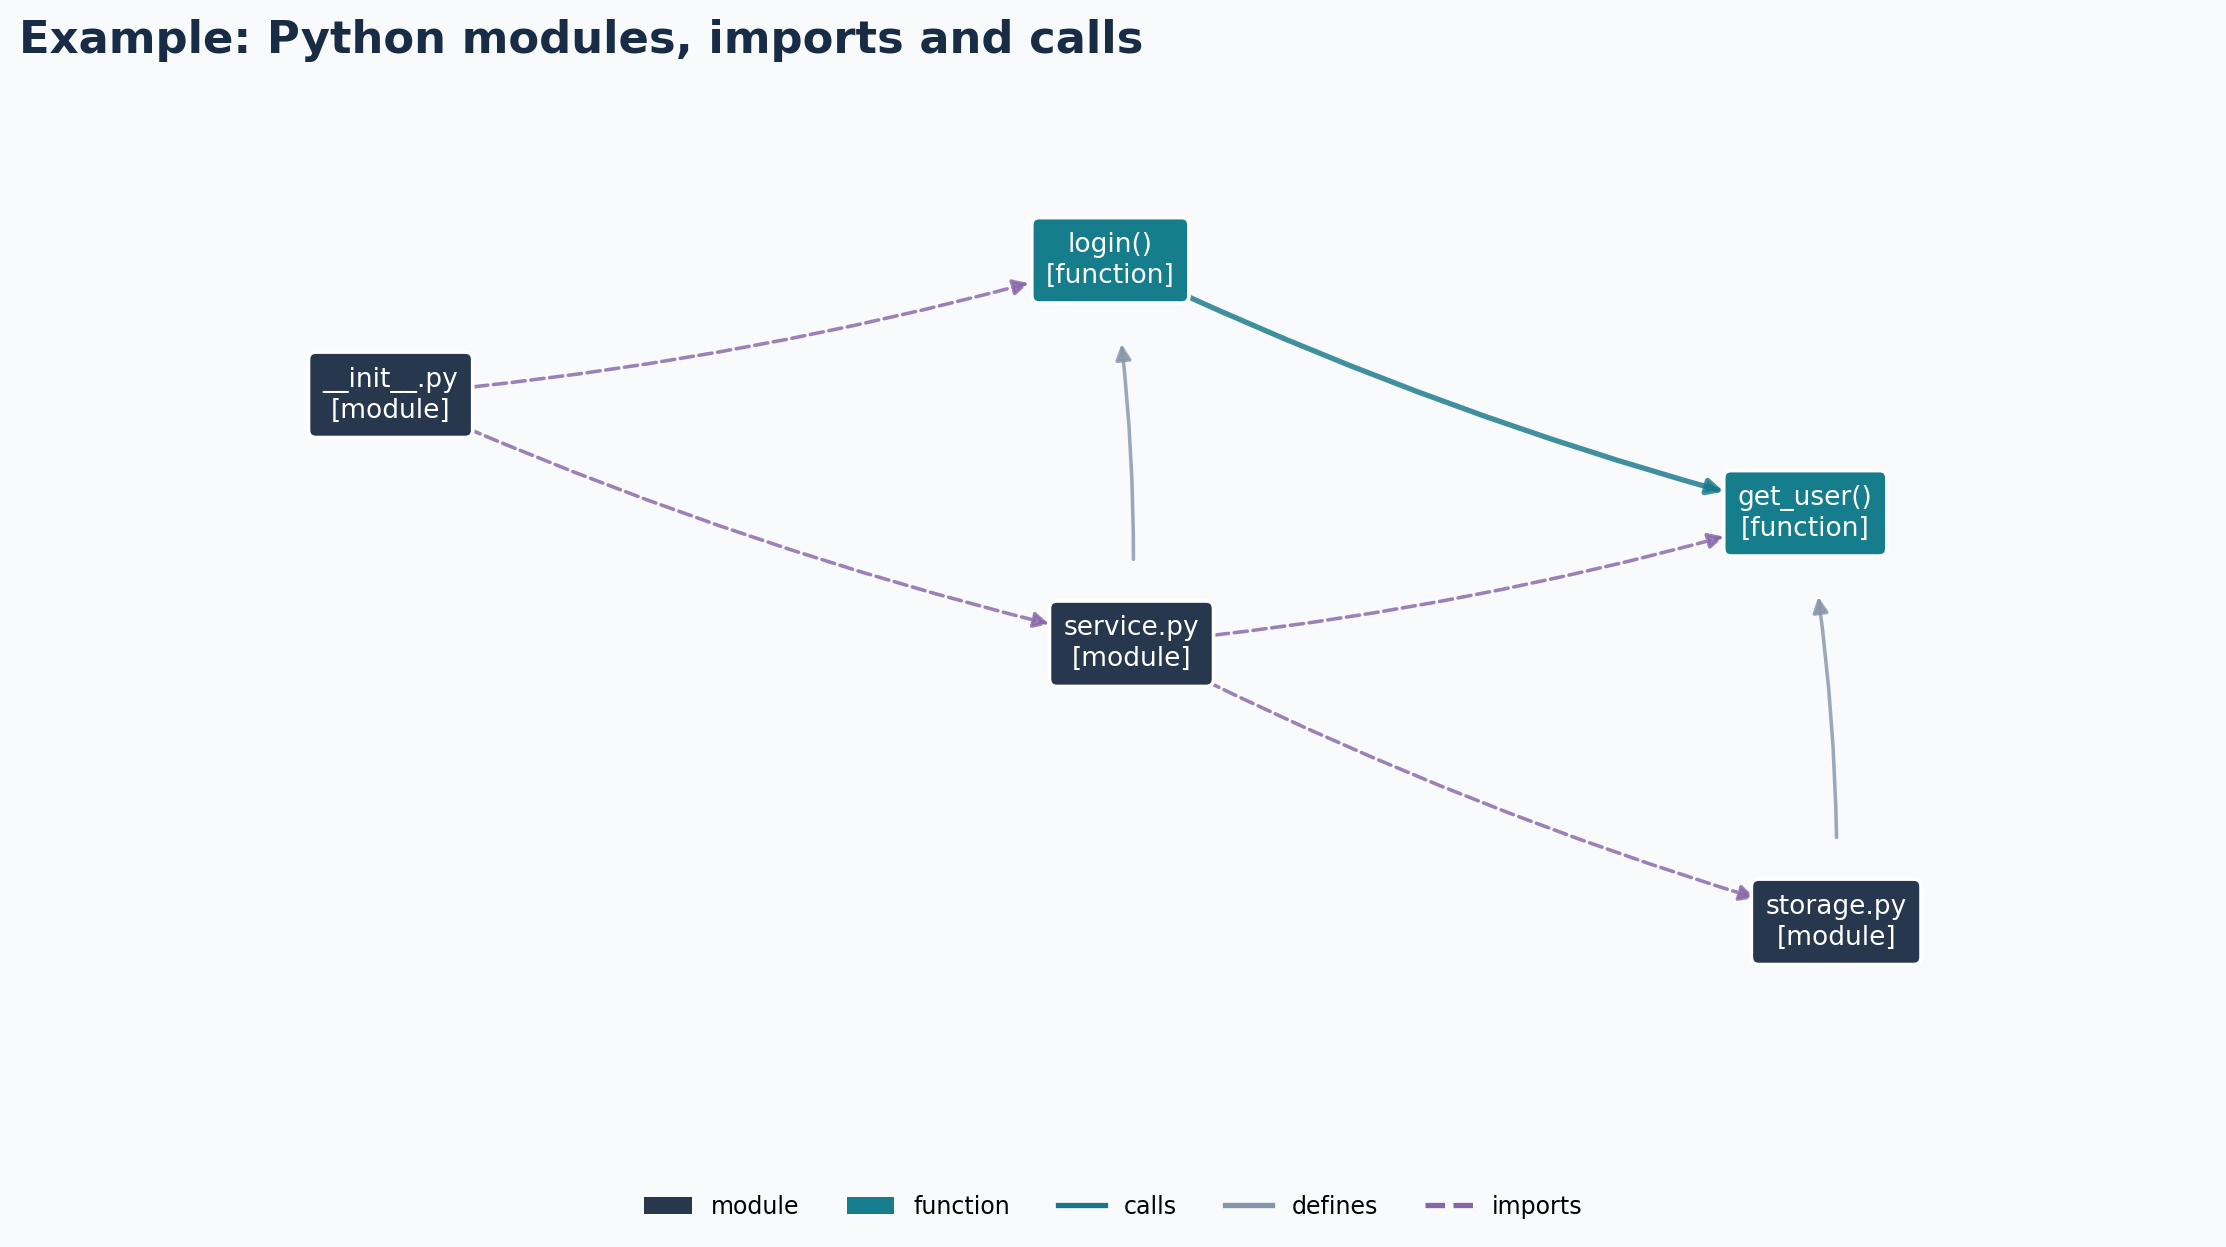 Example: Python modules, imports and calls
login()
[function]
__init__.py
[module]
get_user()
[function]
service.py
[module]
storage.py
[module]
module
function
calls
defines
imports